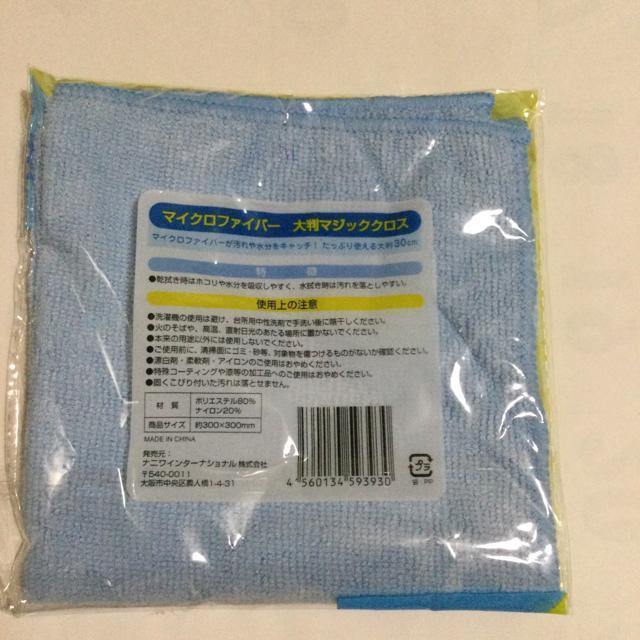 マイクロファイバー 大判マジッククロス
マイクロファイバーが汚れや水分をキャッチ! たっぷり使える大判30cm
特 徴
●乾拭き時はホコリや水分を吸収しやすく、水拭き時は汚れを落としやすい。
使用上の注意
●洗濯機の使用は避け、台所用中性洗剤で手洗い後に陰干しください。
●火のそばや、高温、直射日光のあたる場所に置かないでください。
●本来の用途以外には使用しないでください。
●ご使用前に、清掃面にゴミ・砂等、対象物を傷つけるものがないか確認ください。
●漂白剤・柔軟剤・アイロンのご使用はおやめください。
●特殊コーティングや漆等の加工品へのご使用はおやめください。
●固くこびり付いた汚れは落とせません。
材 質 ポリエステル80%
ナイロン20%
商品サイズ 約300×300mm
MADE IN CHINA
発売元:
ナニワインターナショナル株式会社
〒540-0011
大阪市中央区農人橋1-4-31
4 560134 593930
プラ
袋:PP